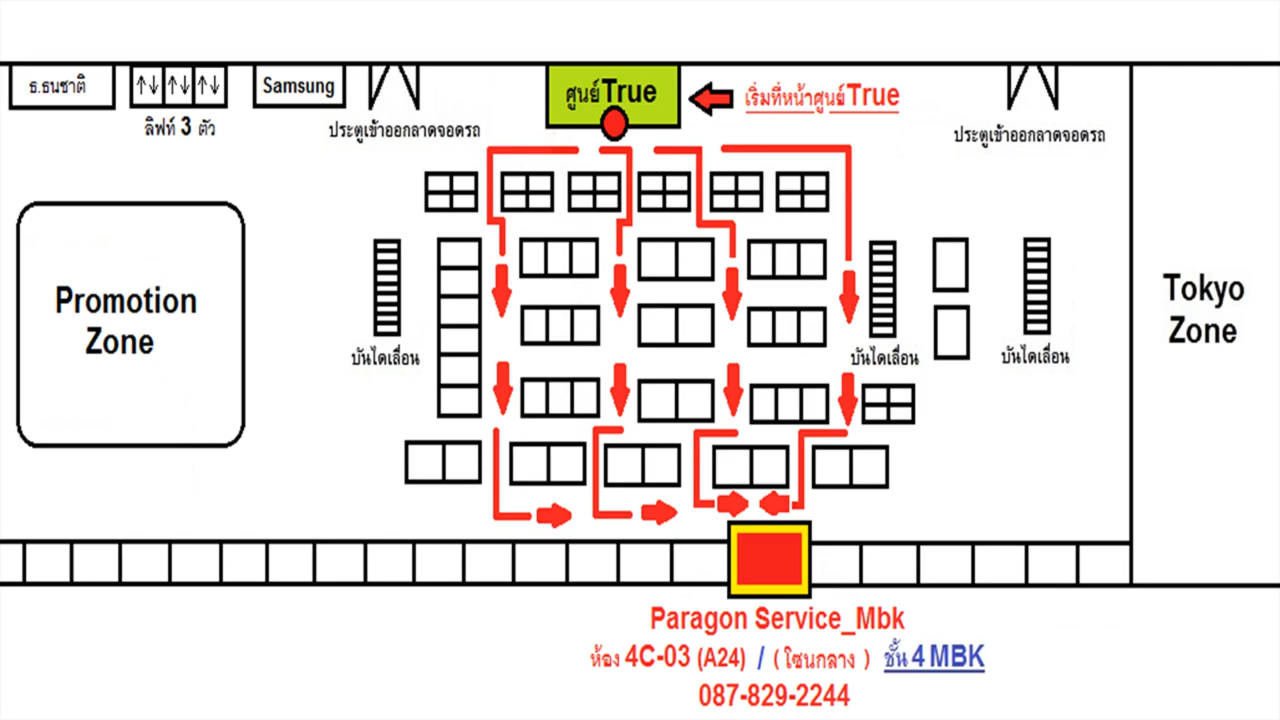 ธ.ธนชาติ
ลิฟท์ 3 ตัว
Samsung
ประตูเข้าออกลาดจอดรถ
ศูนย์True
เริ่มที่หน้าศูนย์True
ประตูเข้าออกลาดจอดรถ
Promotion
Zone
บันไดเลื่อน
บันไดเลื่อน
บันไดเลื่อน
Tokyo
Zone
Paragon Service_Mbk
ห้อง 4C-03 (A24) / ( โซนกลาง ) ชั้น 4 MBK
087-829-2244